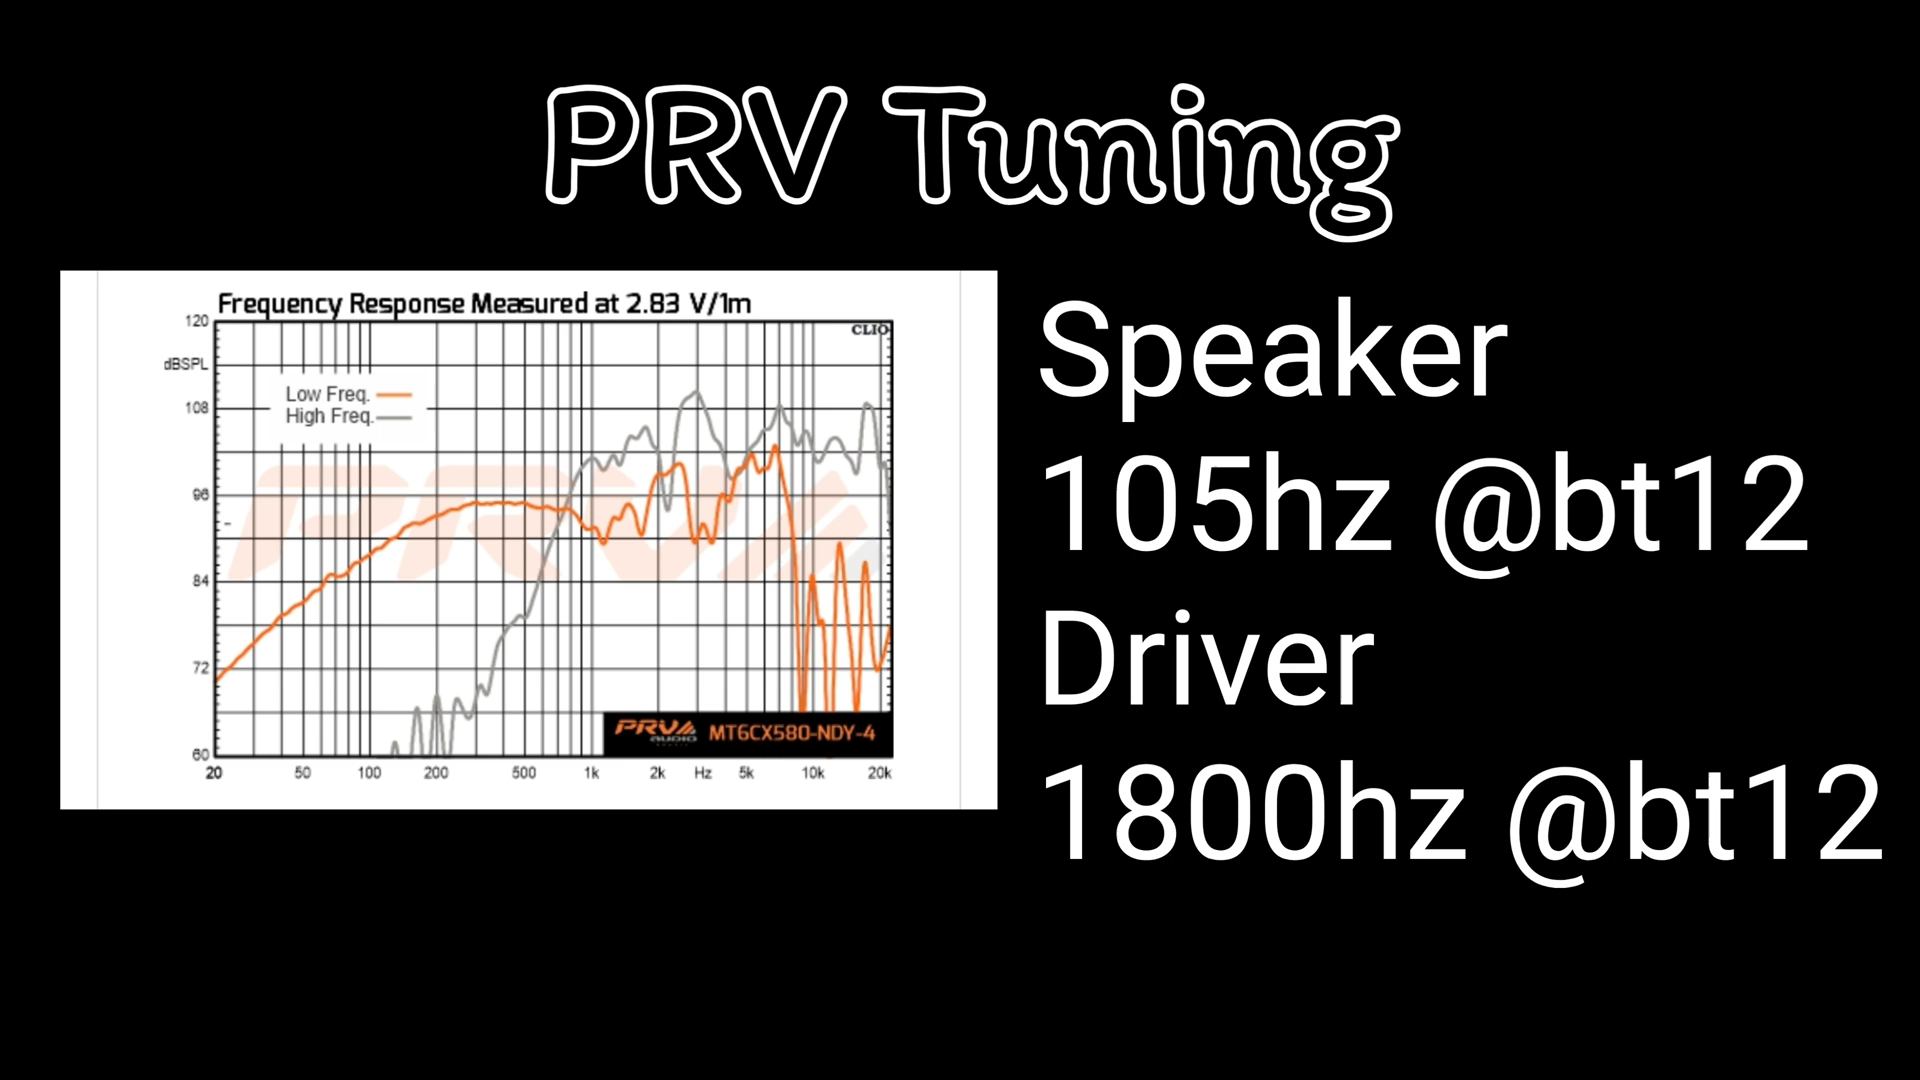 PRV Tuning
Frequency Response Measured at 2.83 V/1m
120
CLIO
dBSPL
Low Freq.
High Freq.
108
PRV
96
84
72
PRV
AUDIO
MT6CX580-NDY-4
60
20 50 100 200 500 1k 2k Hz 5k 10k 20k
Speaker
105hz @bt12
Driver
1800hz @bt12